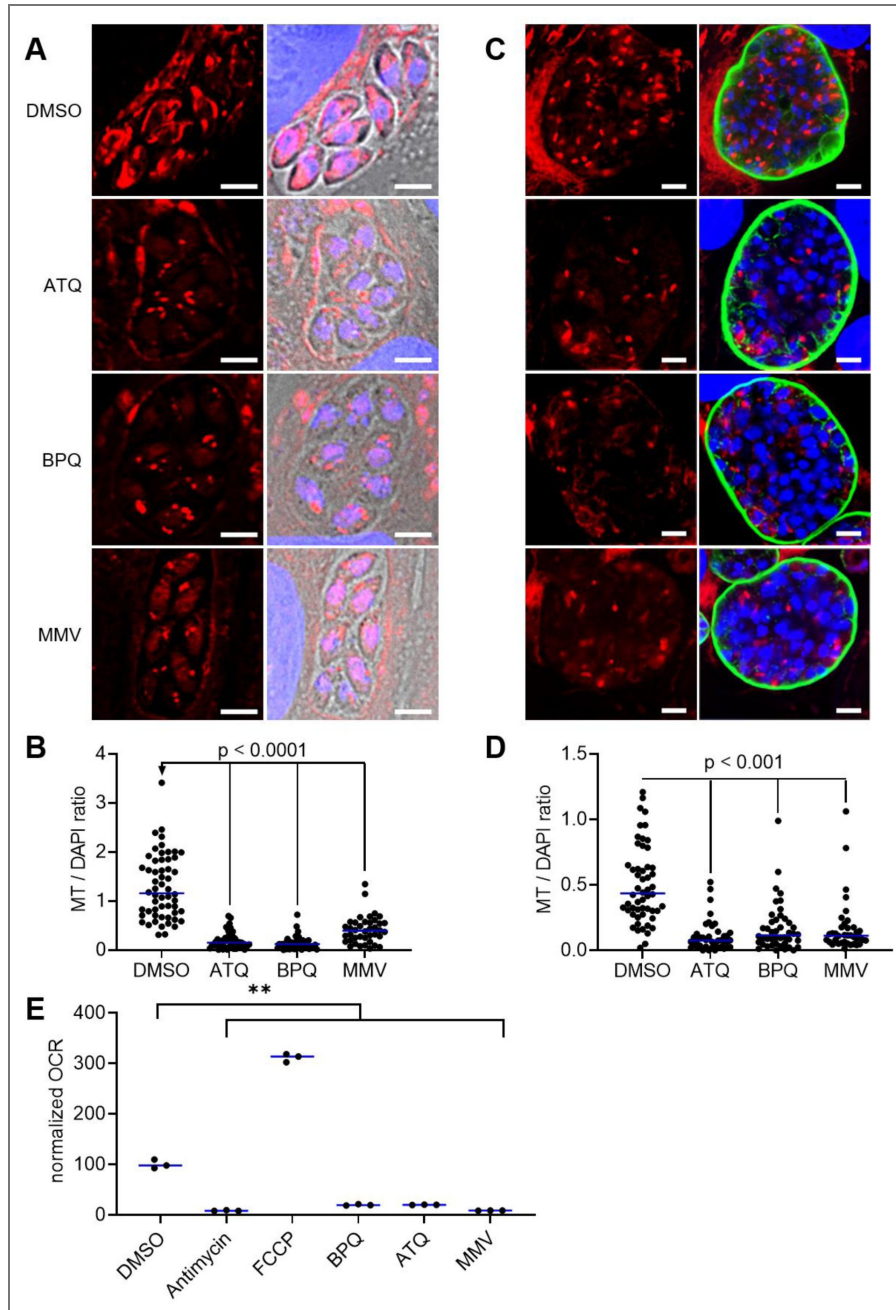 A
C
DMSO
ATQ
BPQ
MMV
B
p < 0.0001
MT / DAPI ratio
4
3
2
1
0
DMSO ATQ BPQ MMV
D
p < 0.001
MT / DAPI ratio
1.5
1.0
0.5
0.0
DMSO ATQ BPQ MMV
E
**
normalized OCR
400
300
200
100
0
DMSO Antimycin FCCP BPQ ATQ MMV